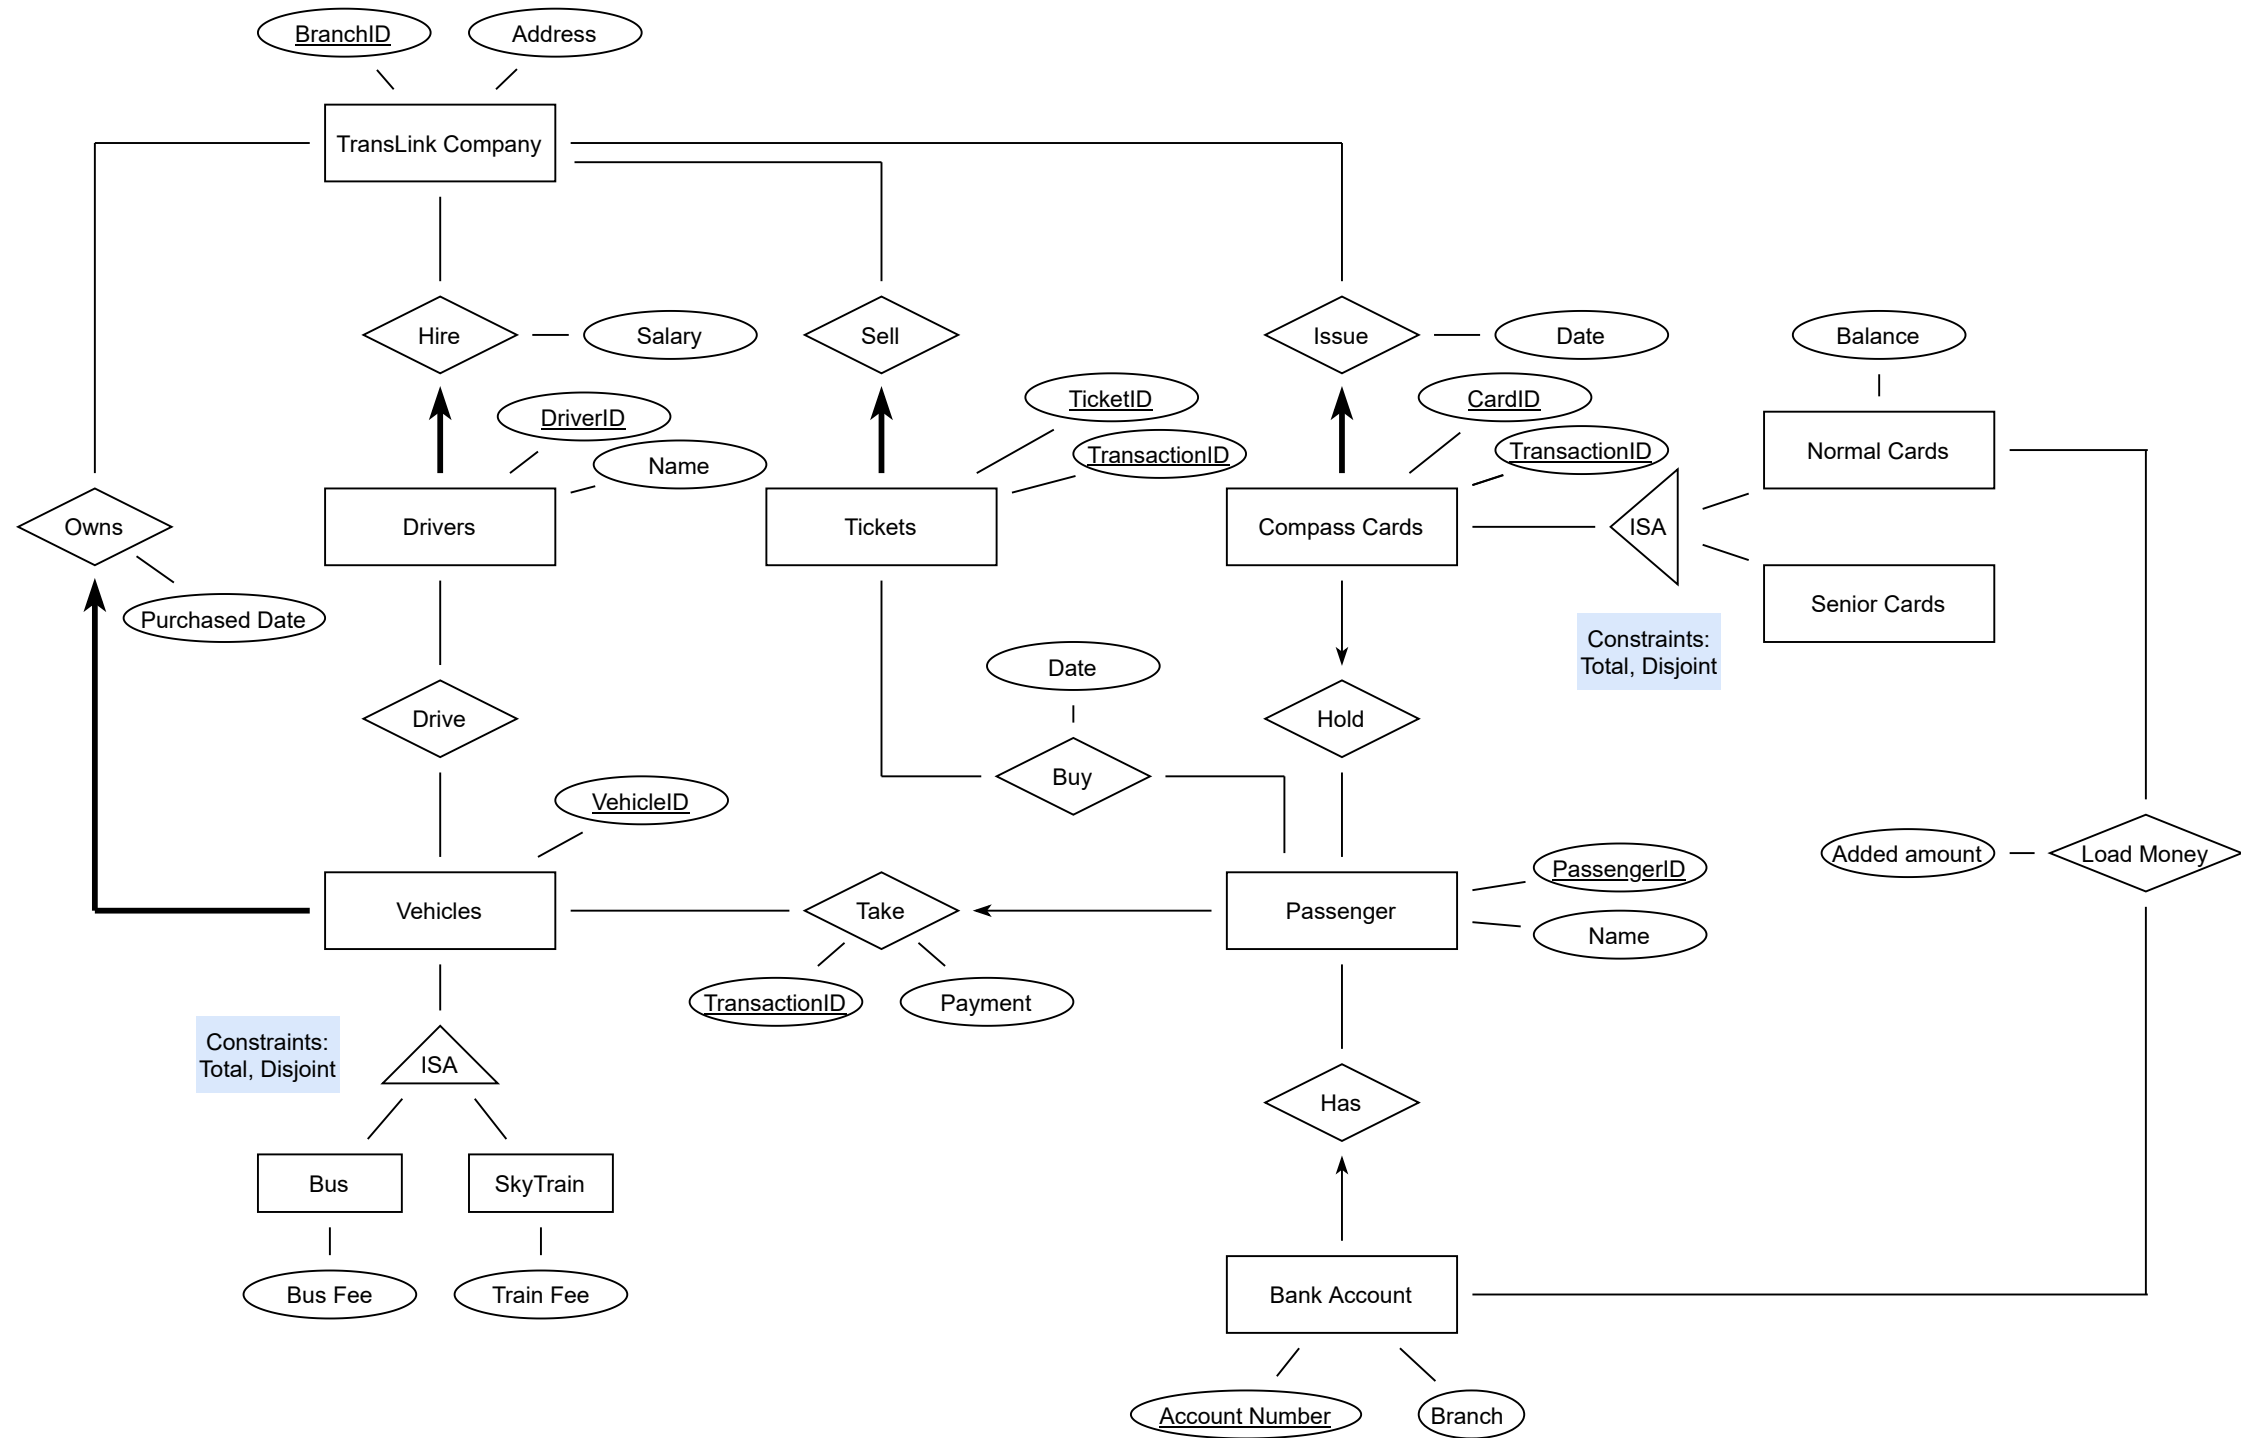 BranchID
Address
TransLink Company
Hire
Salary
Sell
Issue
Date
Balance
DriverID
Name
TicketID
TransactionID
CardID
TransactionID
Normal Cards
Owns
Drivers
Tickets
Compass Cards
ISA
Senior Cards
Purchased Date
Constraints:
Total, Disjoint
Date
Drive
Hold
Buy
VehicleID
Added amount
Load Money
PassengerID
Vehicles
Take
Passenger
Name
TransactionID
Payment
Constraints:
Total, Disjoint
ISA
Has
Bus
SkyTrain
Bus Fee
Train Fee
Bank Account
Account Number
Branch